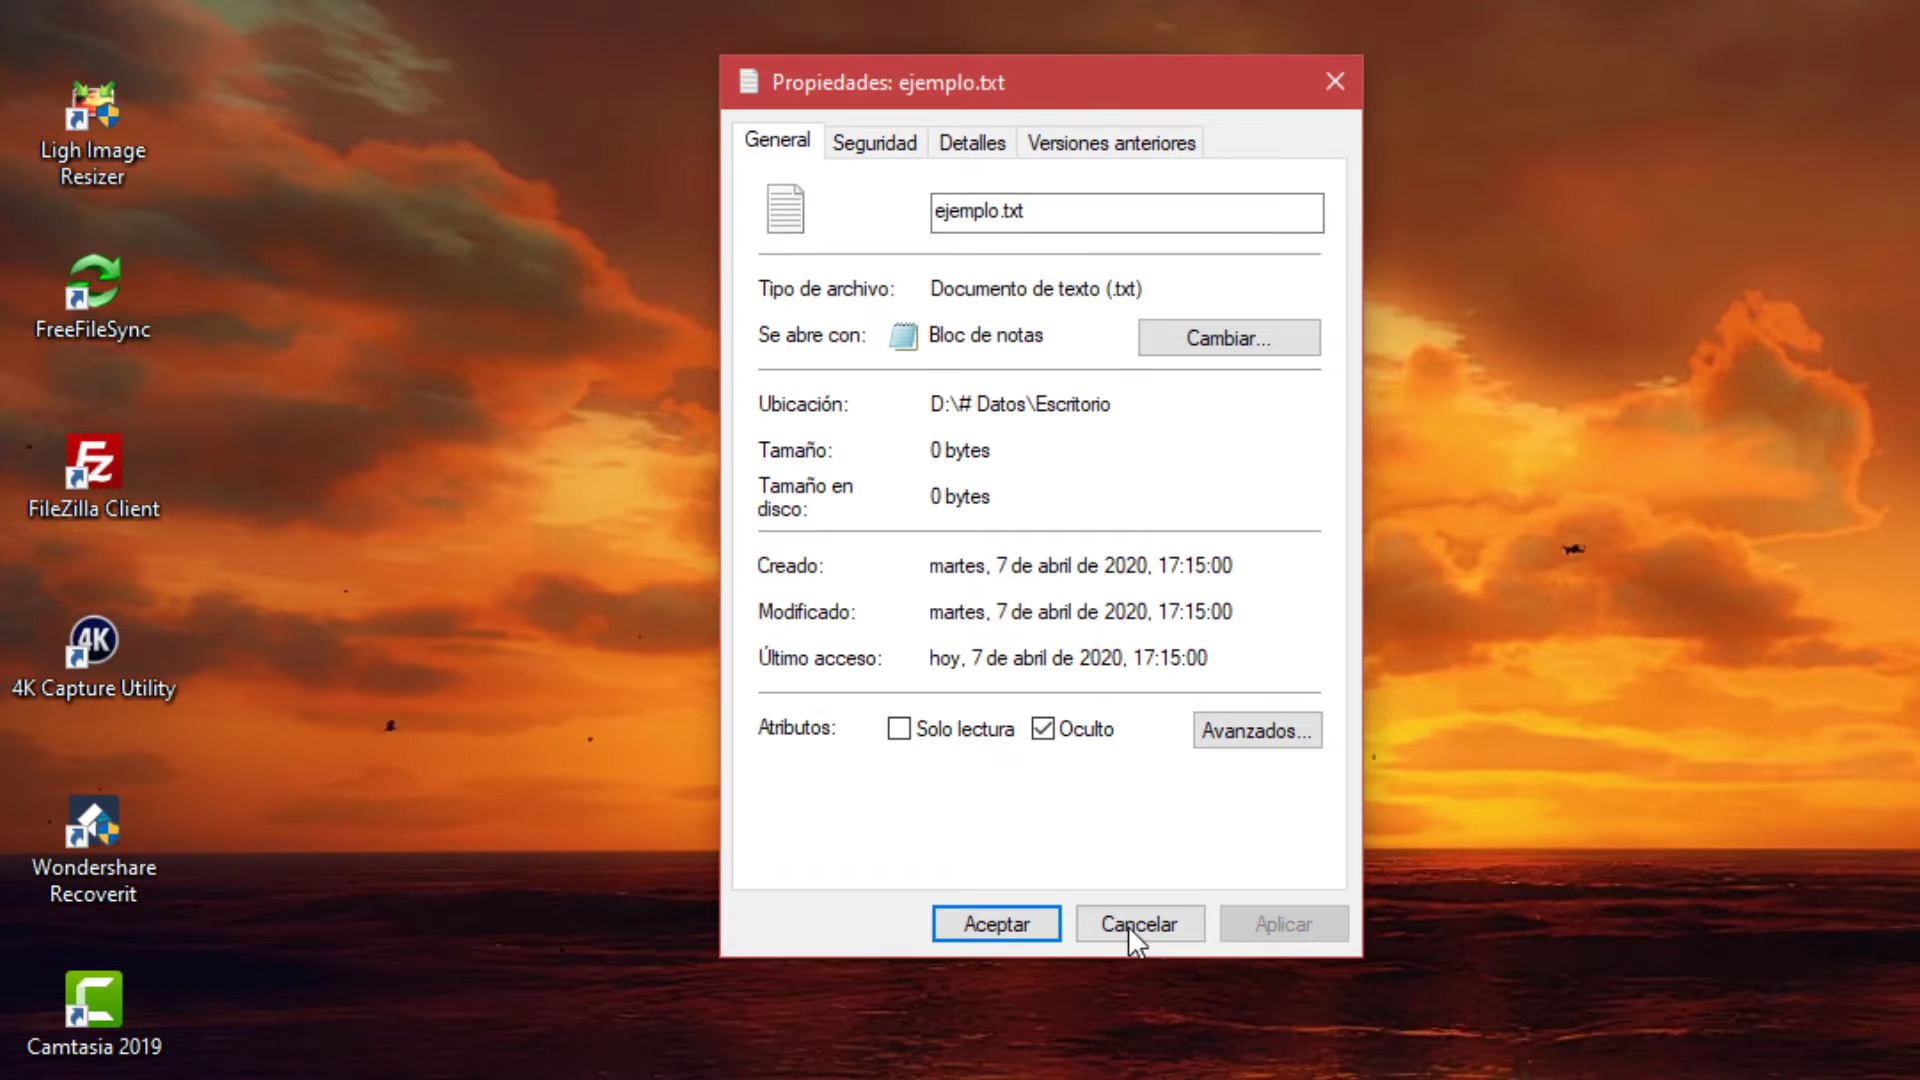 Ligh Image
Resizer
FreeFileSync
FileZilla Client
4K
4K Capture Utility
Wondershare
Recoverit
Camtasia 2019
Propiedades: ejemplo.txt
General
Seguridad
Detalles
Versiones anteriores
ejemplo.txt
Tipo de archivo: Documento de texto (.txt)
Se abre con: Bloc de notas Cambiar...
Ubicación: D:\# Datos\Escritorio
Tamaño: 0 bytes
Tamaño en
disco: 0 bytes
Creado: martes, 7 de abril de 2020, 17:15:00
Modificado: martes, 7 de abril de 2020, 17:15:00
Último acceso: hoy, 7 de abril de 2020, 17:15:00
Atributos: Solo lectura Oculto Avanzados...
Aceptar Cancelar Aplicar